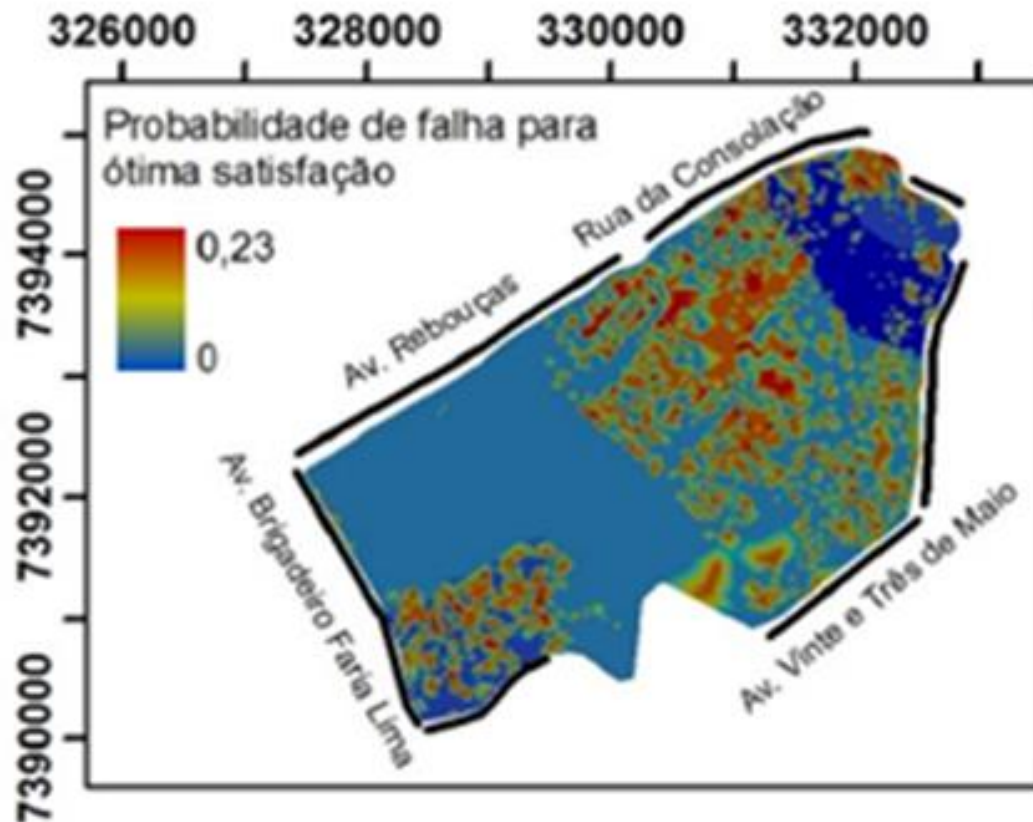 326000 328000 330000 332000
Probabilidade de falha para
ótima satisfação
0,23
0
Rua da Consolação
Av. Rebouças
Av. Brigadeiro Faria Lima
Av. Vinte e Três de Maio
7394000
7392000
7390000